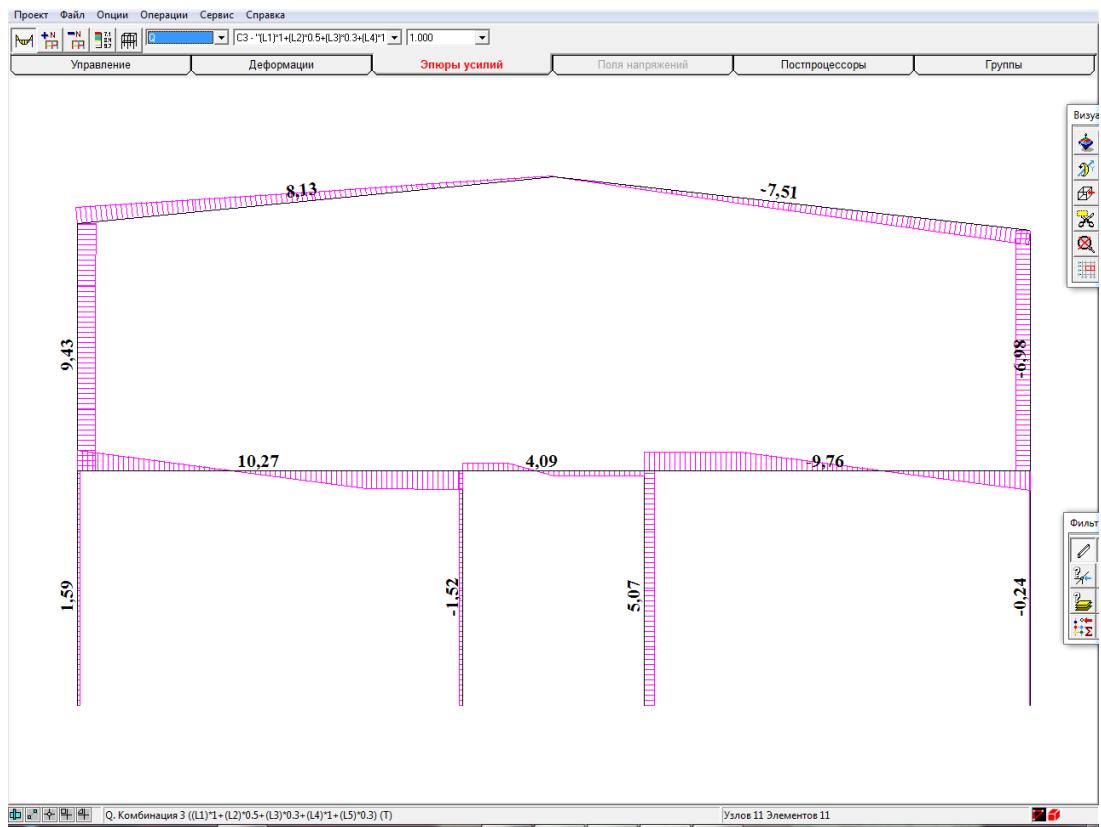 Проект Файл Опции Операции Сервис Справка
Q C3 - "(L1)*1+(L2)*0.5+(L3)*0.3+(L4)*1 1.000
Управление Деформации Эпюры усилий Поля напряжений Постпроцессоры Группы
Визуа
8,13
-7,51
9,43
-6,98
10,27
4,09
-9,76
Фильт
1,59
-1,52
5,07
-0,24
Q. Комбинация 3 ((L1)*1+(L2)*0.5+(L3)*0.3+(L4)*1+(L5)*0.3) (Т)
Узлов 11 Элементов 11